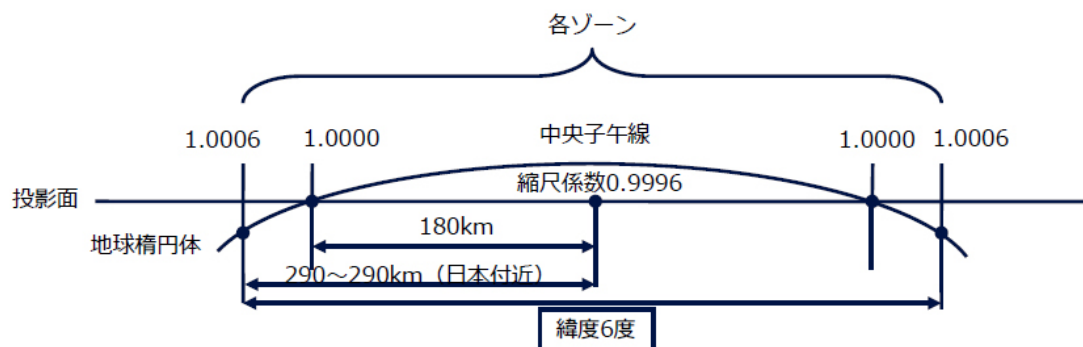 各ゾーン
1.0006
1.0000
中央子午線
1.0000
1.0006
縮尺係数0.9996
投影面
地球楕円体
180km
290～290km（日本付近）
緯度6度